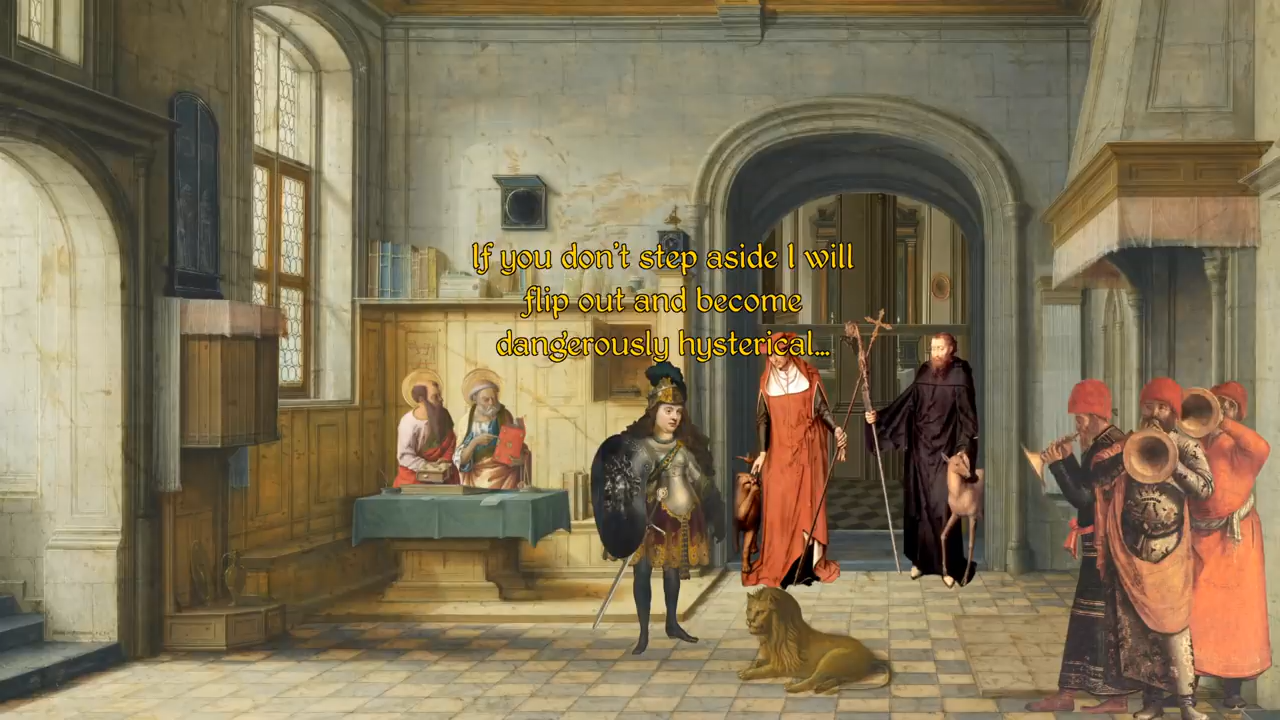 If you don't step aside I will
flip out and become
dangerously hysterical...